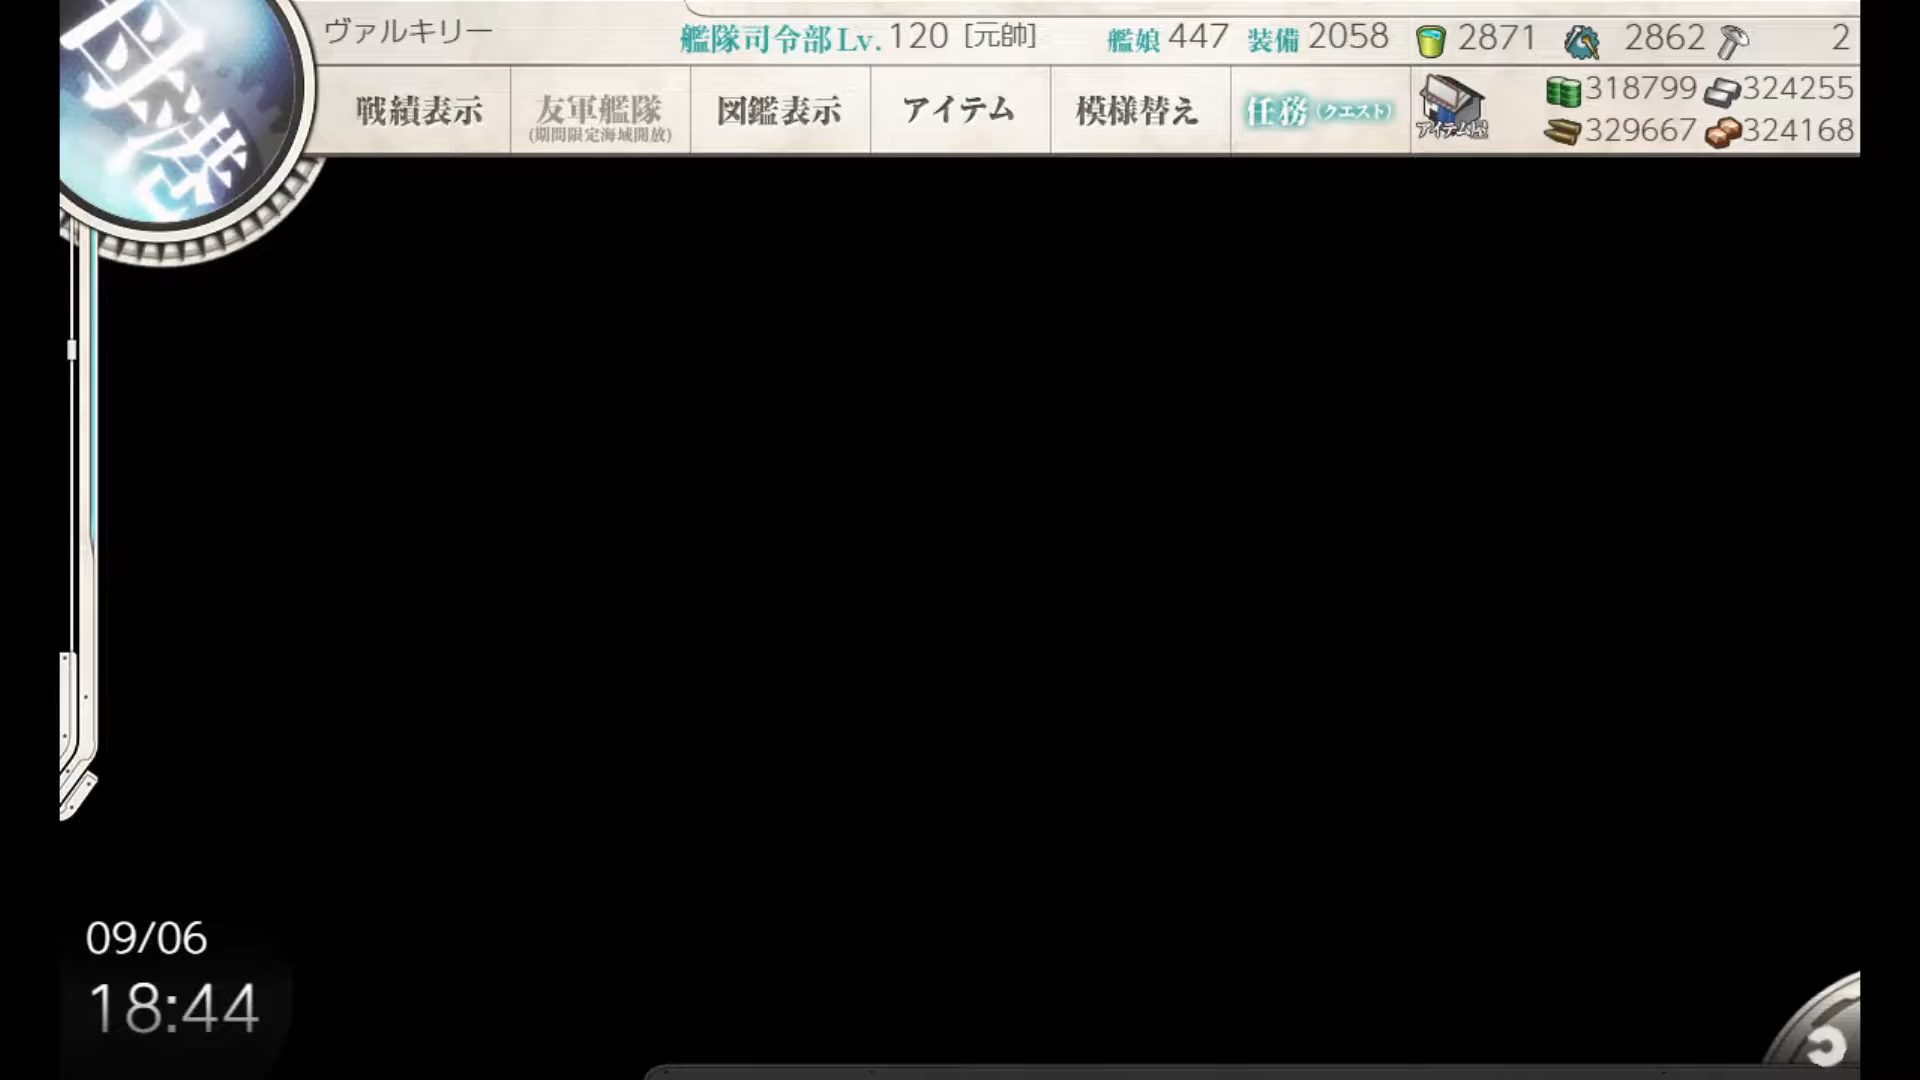 母港
ヴァルキリー 艦隊司令部Lv. 120 [元帥] 艦娘 447 装備 2058 2871 2862 2
戦績表示 友軍艦隊 図鑑表示 アイテム 模様替え 任務(クエスト) アイテム屋 318799 324255
(期間限定海域開放) 329667 324168
09/06
18:44